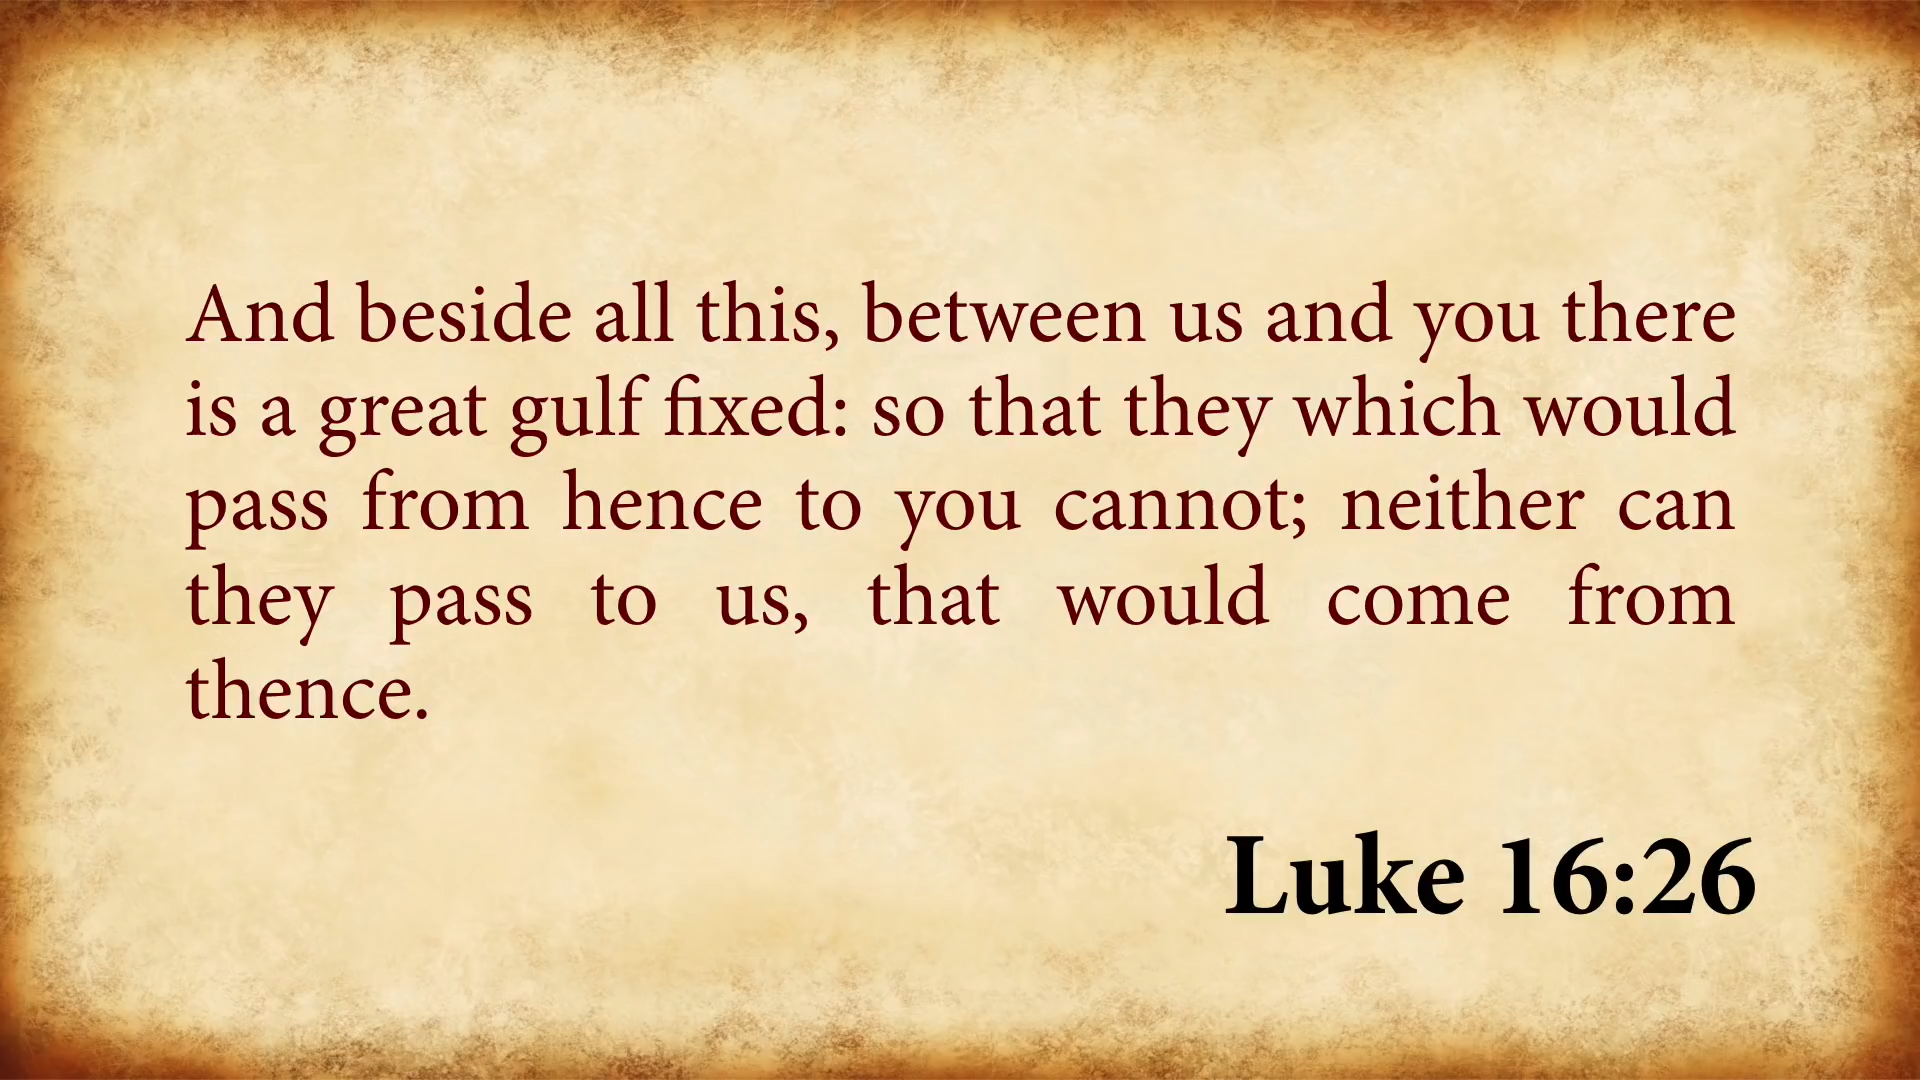 And beside all this, between us and you there
is a great gulf fixed: so that they which would
pass from hence to you cannot; neither can
they pass to us, that would come from
thence.
Luke 16:26